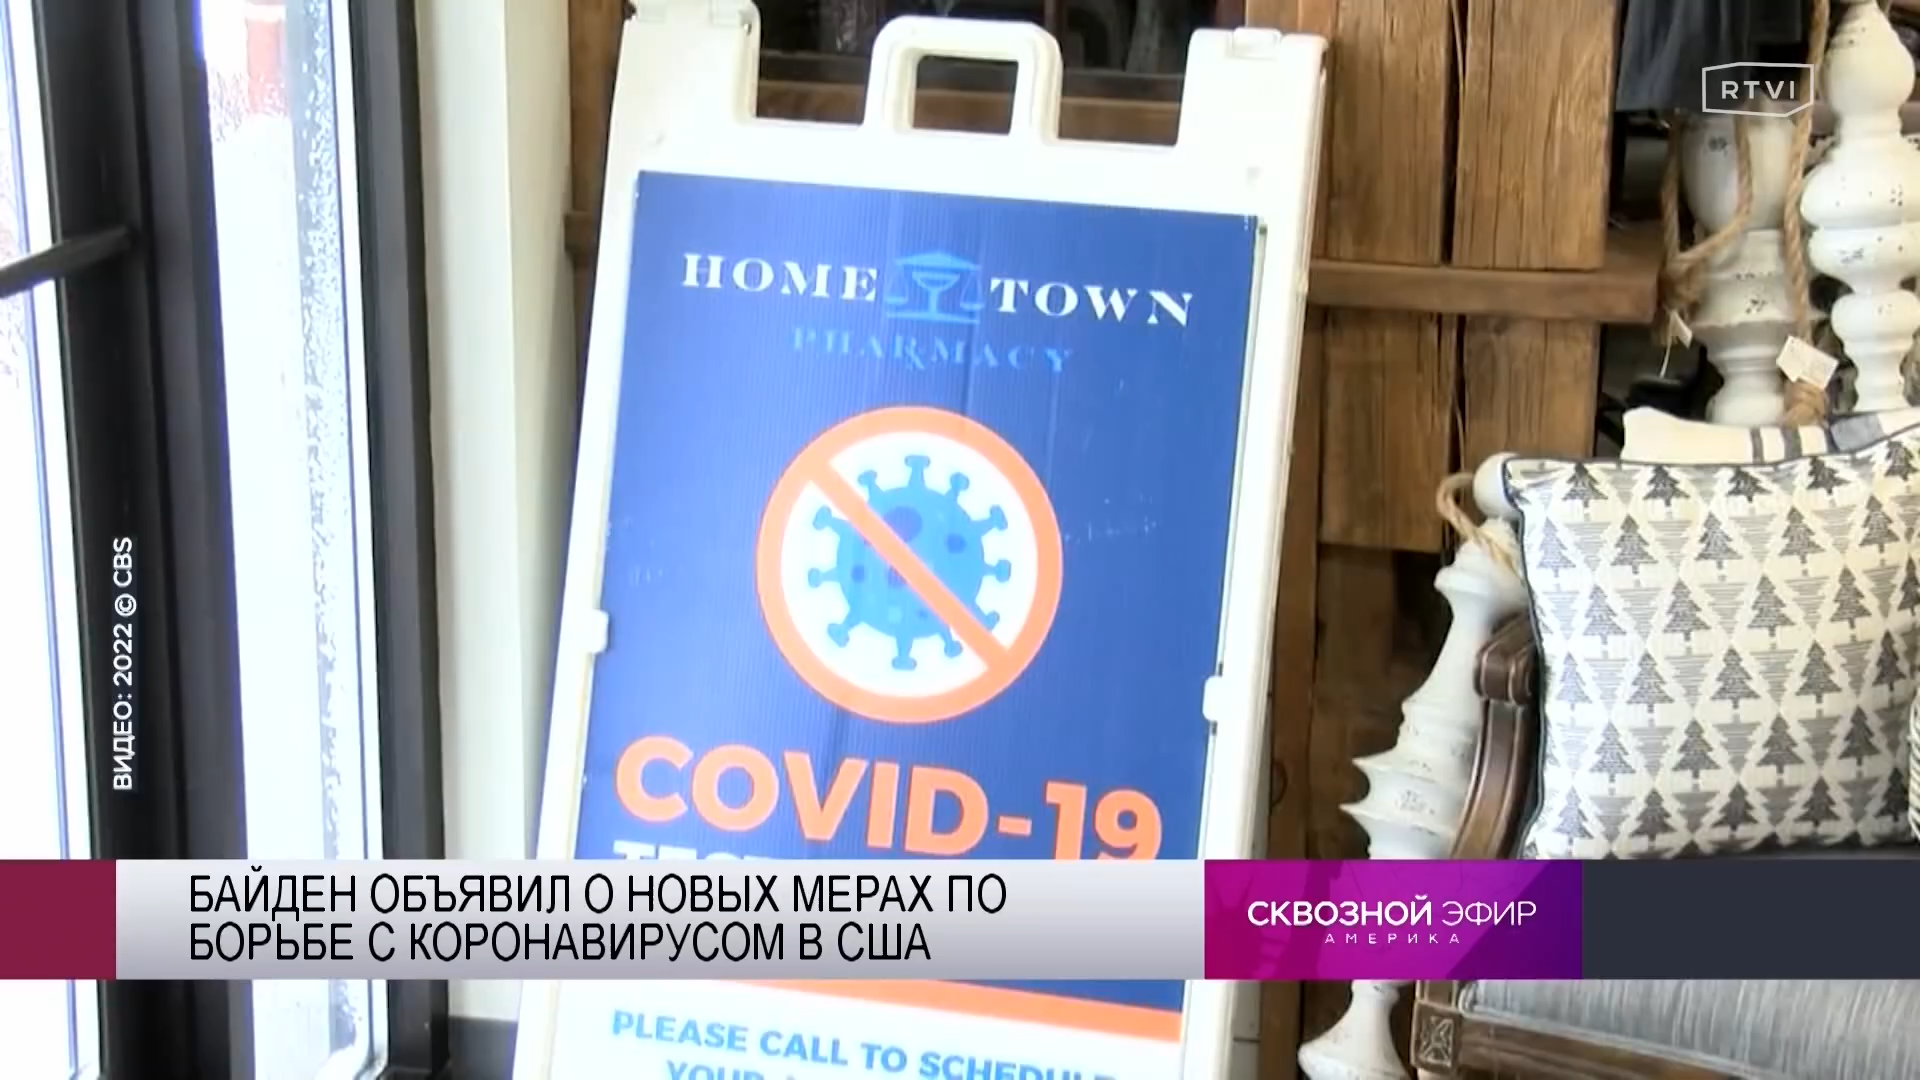 RTVI
HOME TOWN
PHARMACY
COVID-19
PLEASE CALL TO SCHEDULE
YOUR
ВИДЕО: 2022 © CBS
БАЙДЕН ОБЪЯВИЛ О НОВЫХ МЕРАХ ПО
БОРЬБЕ С КОРОНАВИРУСОМ В США
СКВОЗНОЙ ЭФИР
АМЕРИКА